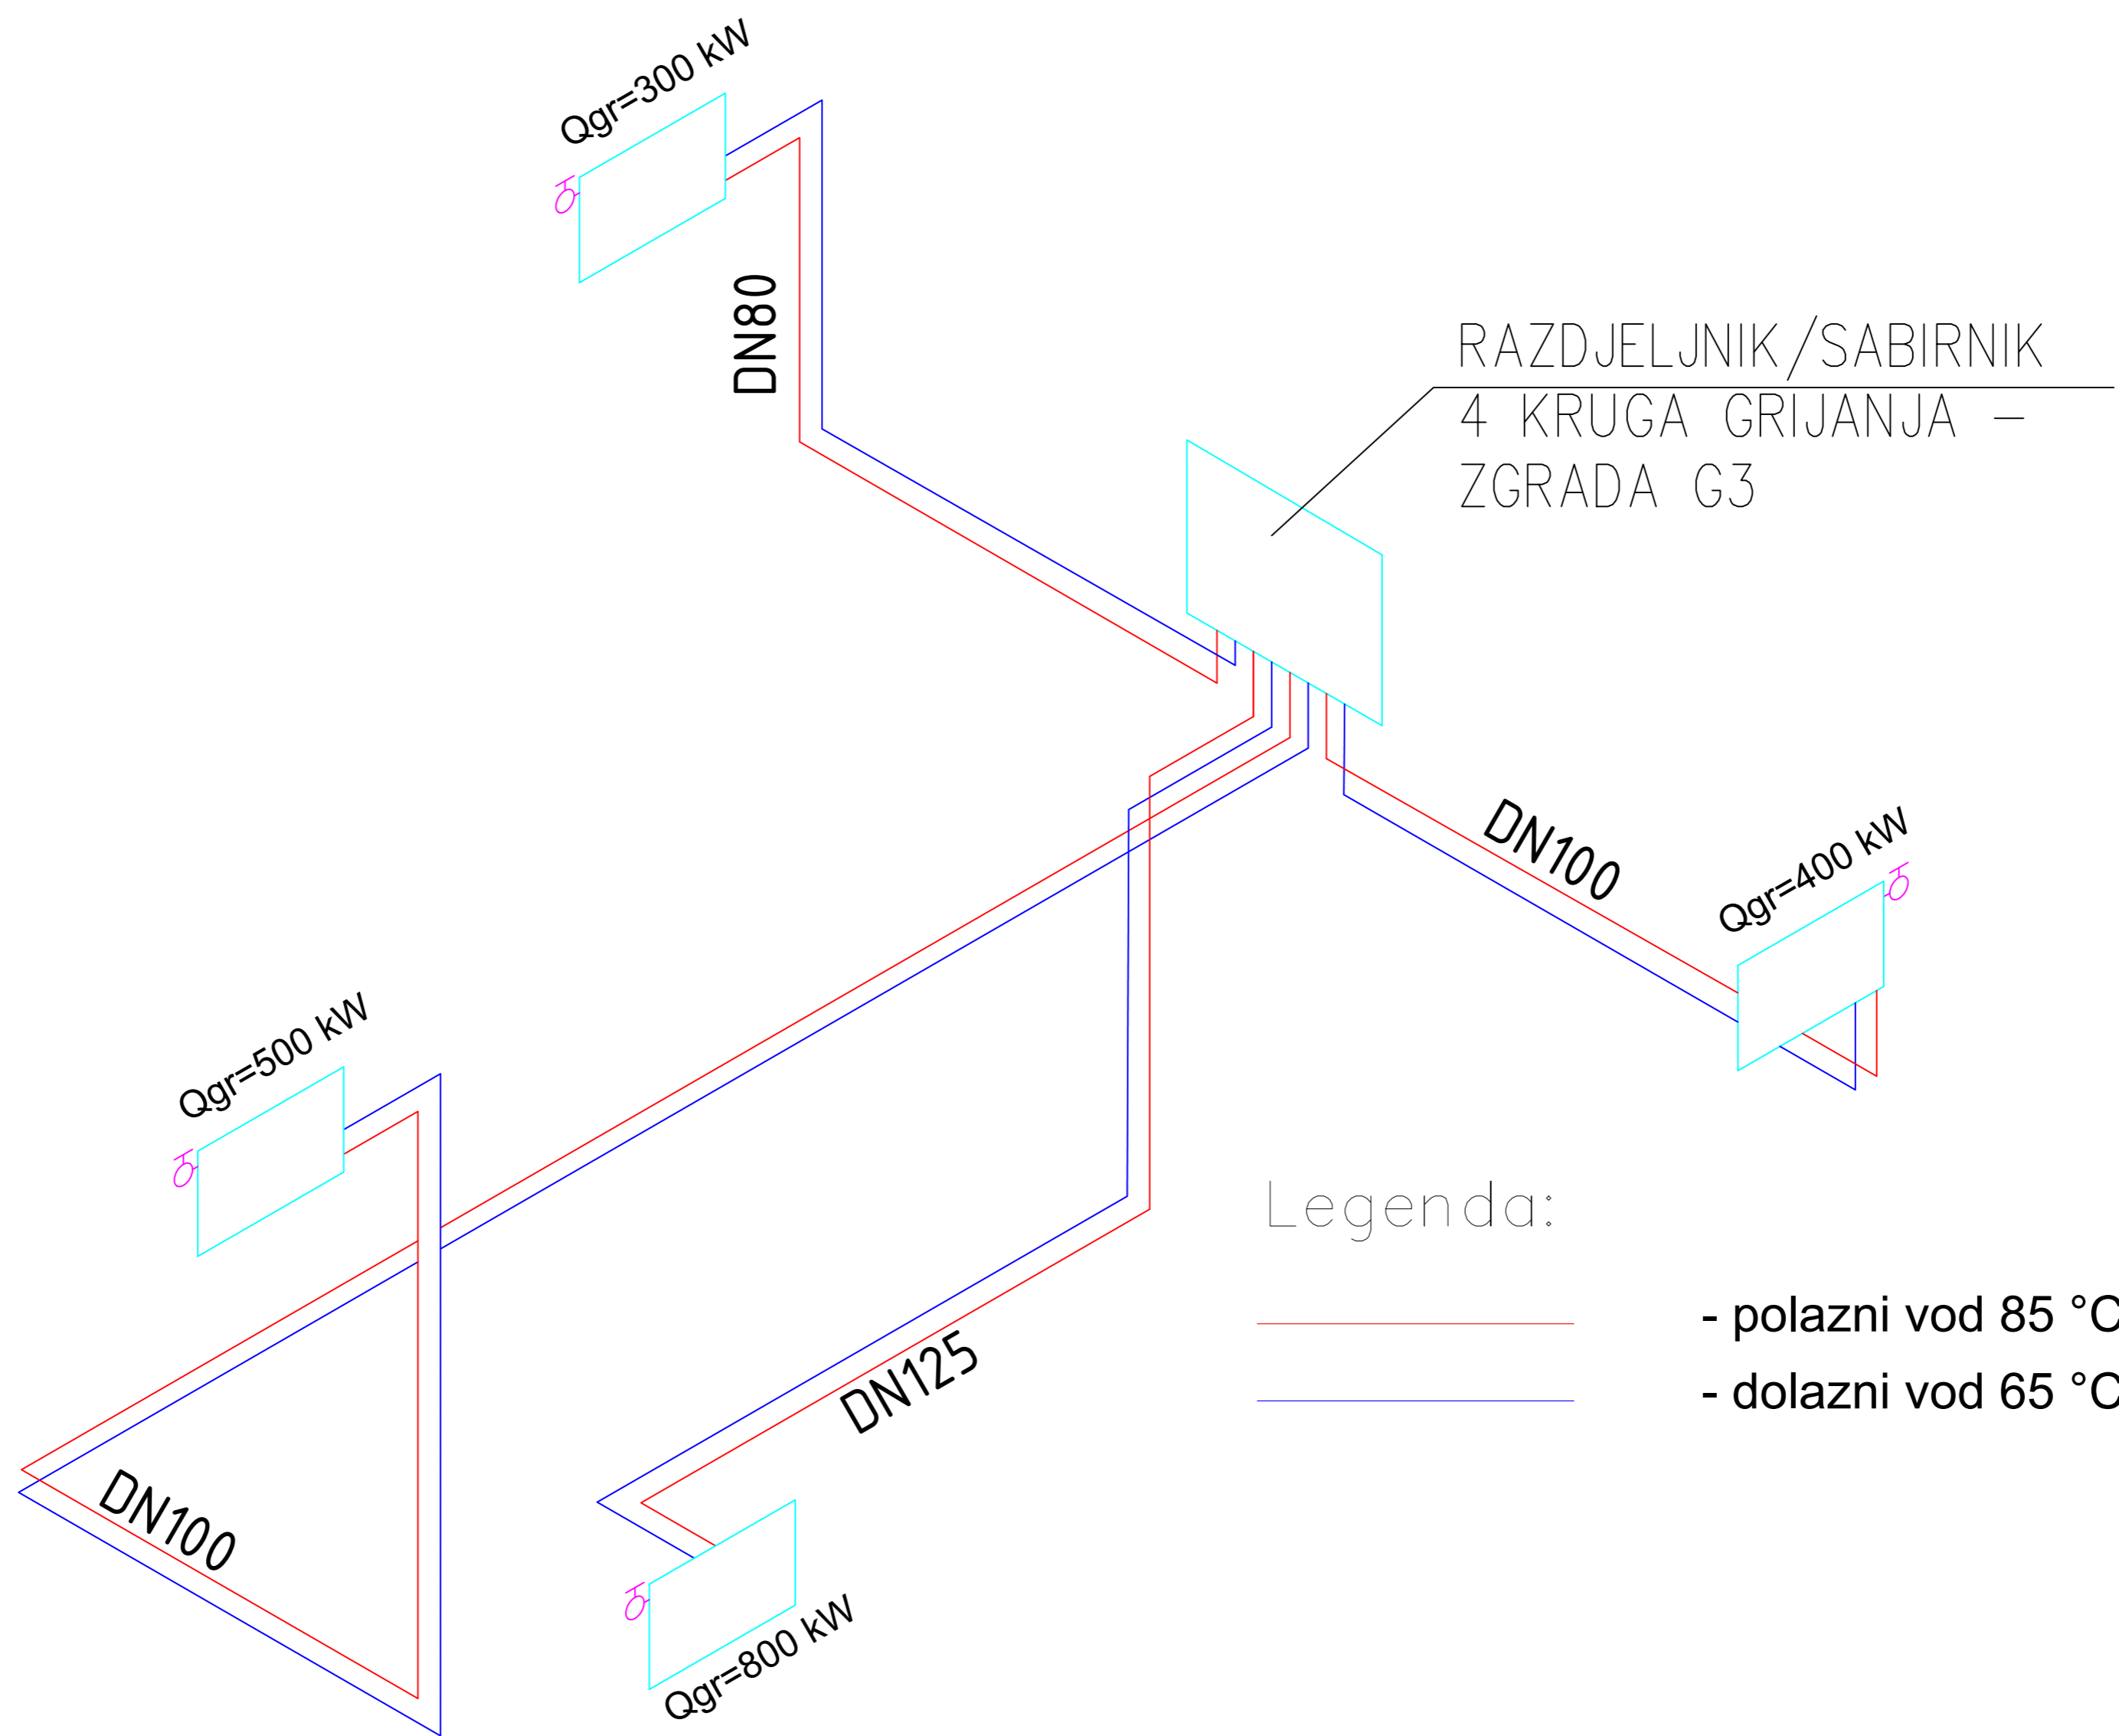 Qgr=300 kW
DN80
RAZDJELJNIK/SABIRNIK
4 KRUGA GRIJANJA –
ZGRADA G3
DN100
Qgr=400 kW
Qgr=500 kW
Legenda:
- polazni vod 85 °C
- dolazni vod 65 °C
DN125
DN100
Qgr=800 kW